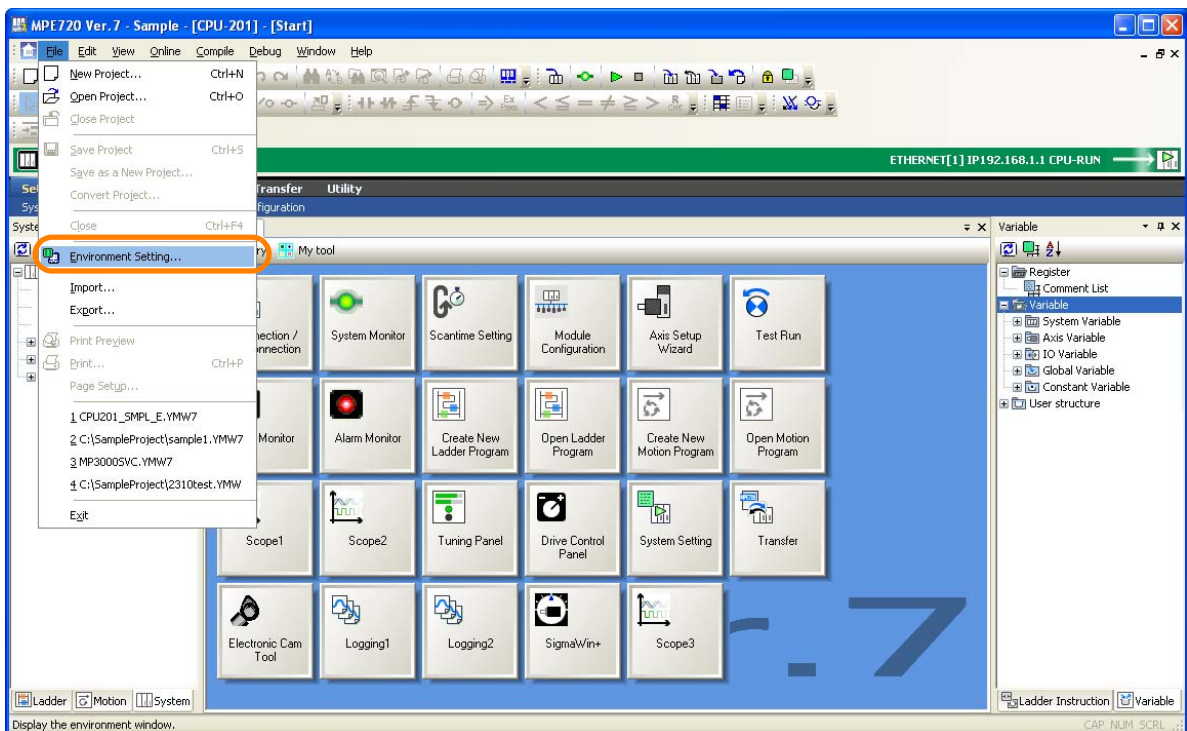 MPE720 Ver.7 - Sample - [CPU-201] - [Start]
File Edit View Online Compile Debug Window Help
New Project... Ctrl+N
Open Project... Ctrl+O
Close Project
Save Project Ctrl+S
Save as a New Project...
Convert Project...
Close Ctrl+F4
Environment Setting...
Import...
Export...
Print Preview
Print... Ctrl+P
Page Setup...
1 CPU201_SMPL_E.YMW7
2 C:\SampleProject\sample1.YMW7
3 MP3000SVC.YMW7
4 C:\SampleProject\2310test.YMW
Exit
ETHERNET[1] IP192.168.1.1 CPU-RUN
Transfer Utility
figuration
Syste
My tool
System Monitor
Scantime Setting
Module
Configuration
Axis Setup
Wizard
Test Run
Monitor
Alarm Monitor
Create New
Ladder Program
Open Ladder
Program
Create New
Motion Program
Open Motion
Program
Scope1
Scope2
Tuning Panel
Drive Control
Panel
System Setting
Transfer
Electronic Cam
Tool
Logging1
Logging2
SigmaWin+
Scope3
r.7
Variable
Register
Comment List
Variable
System Variable
Axis Variable
IO Variable
Global Variable
Constant Variable
User structure
Ladder Motion System
Ladder Instruction Variable
Display the environment window.
CAP NUM SCRL